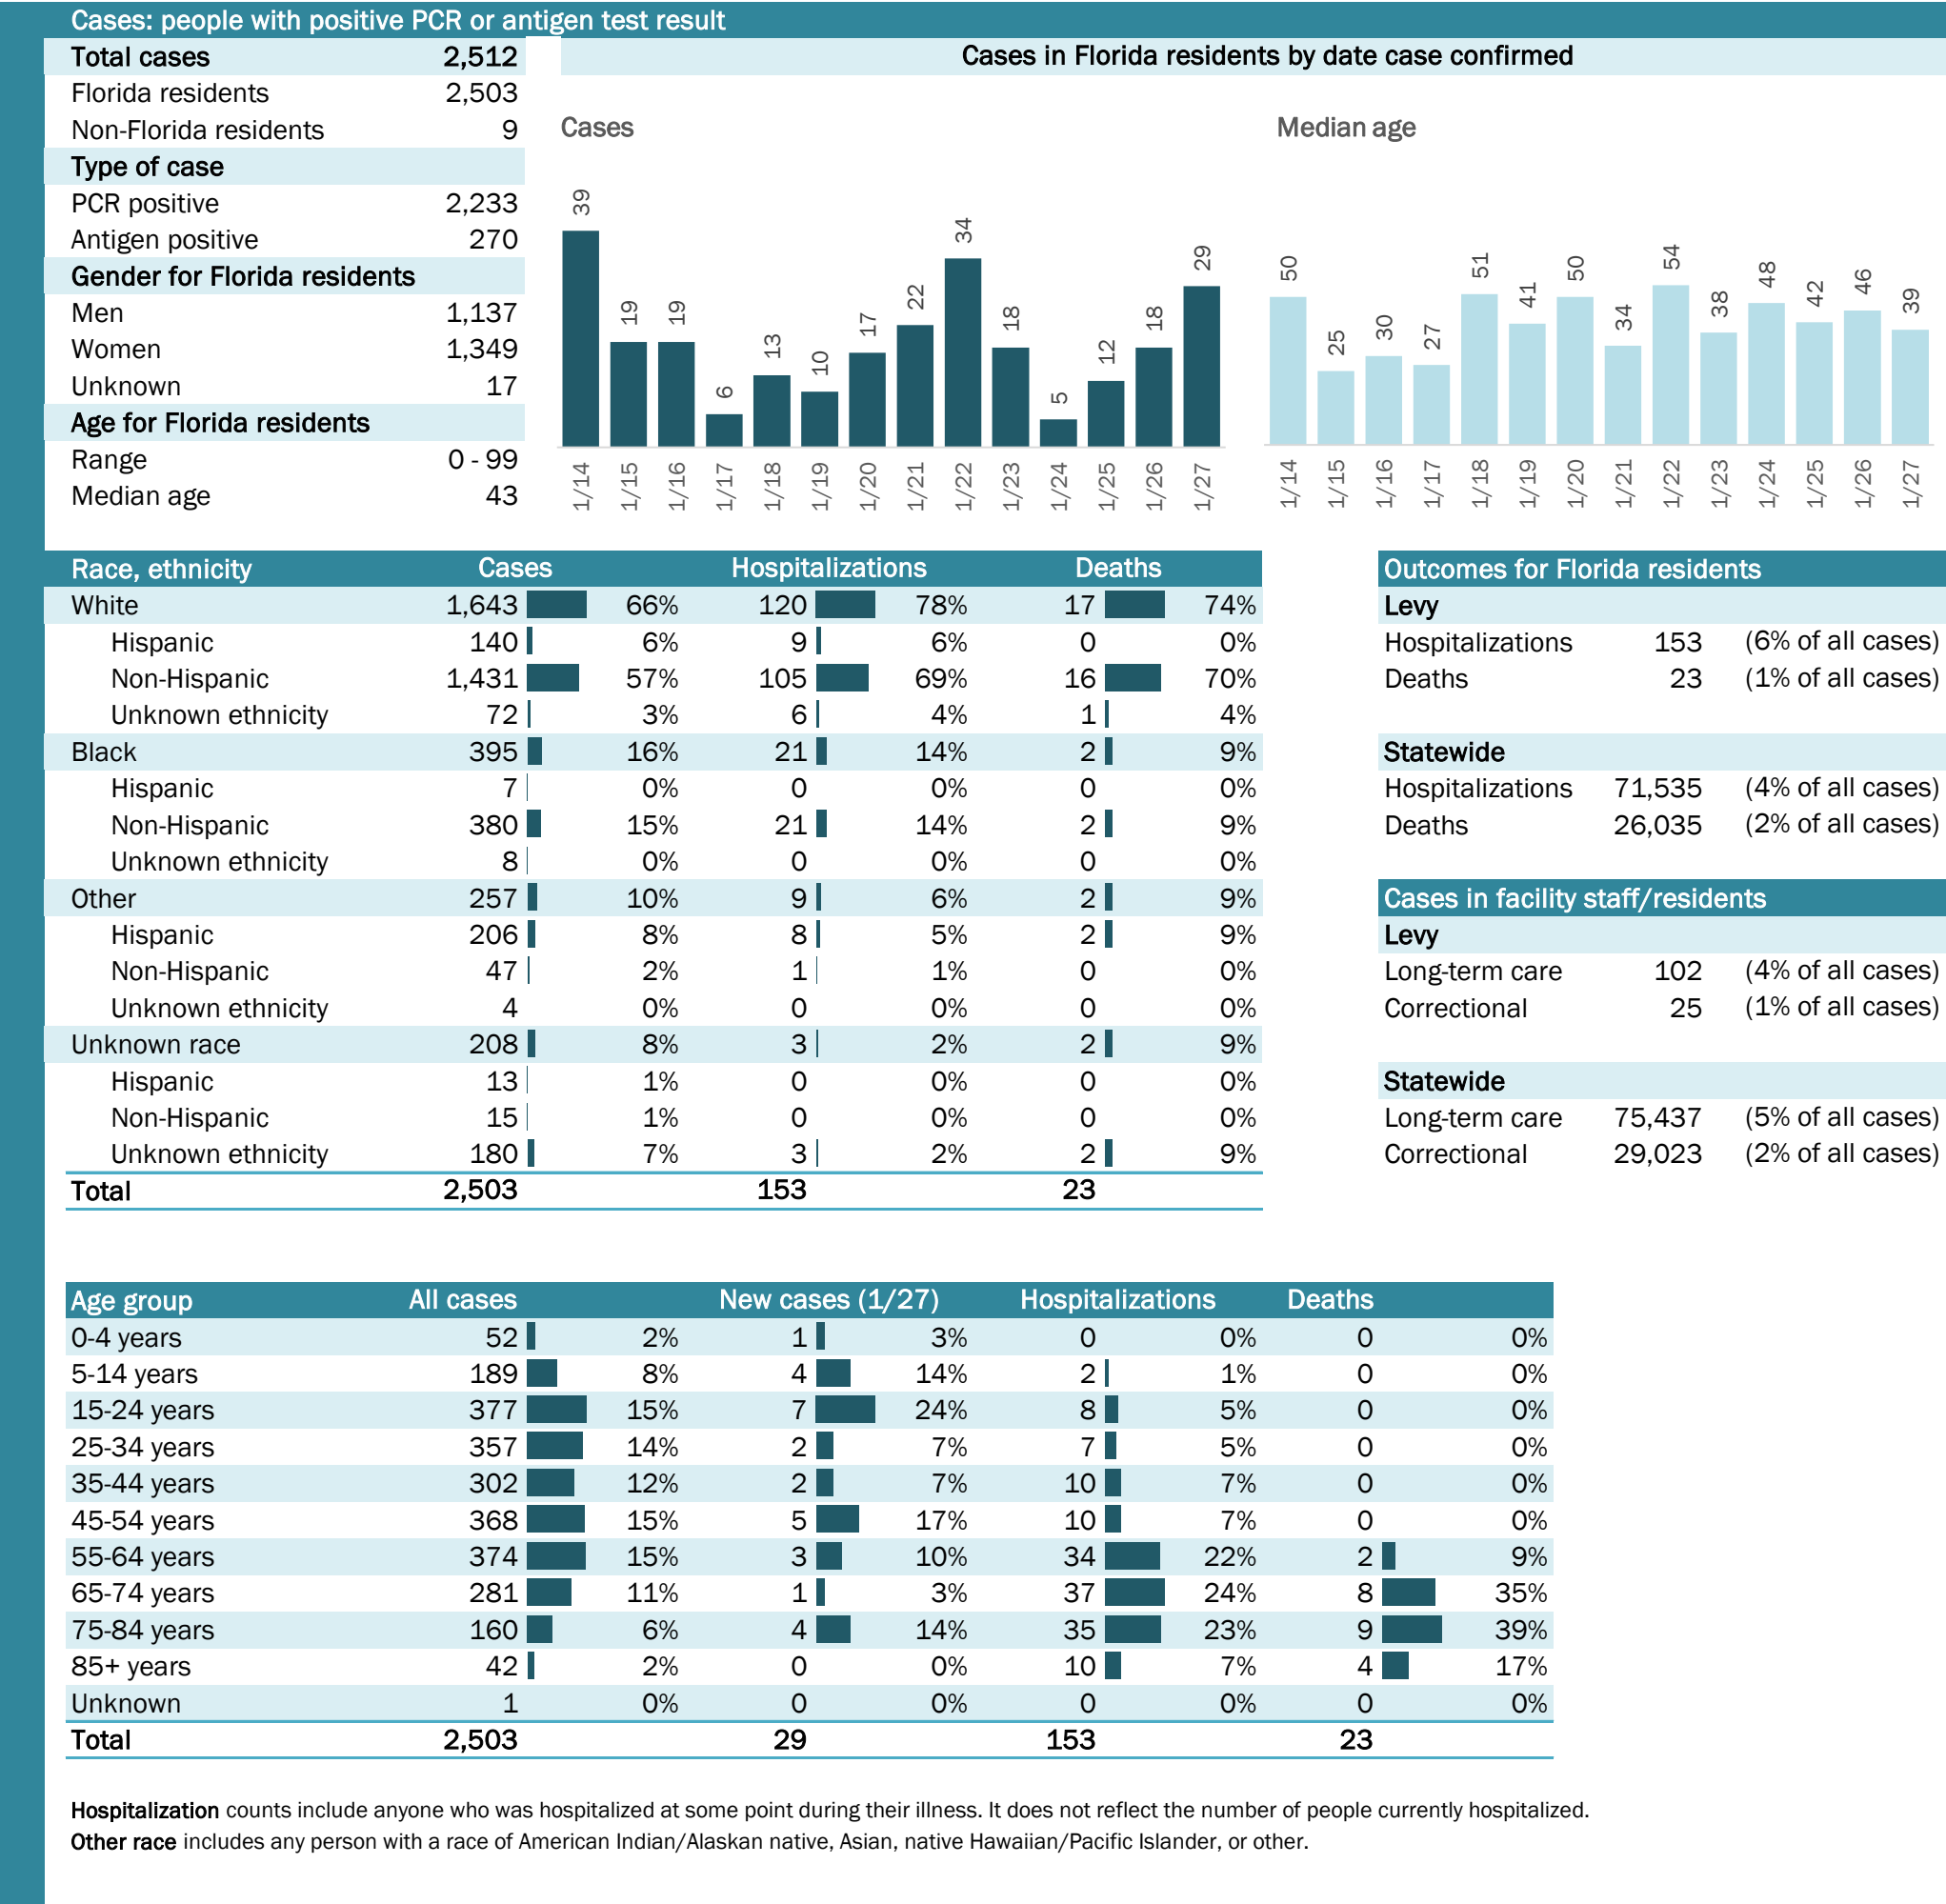 Cases: people with positive PCR or antigen test result
Total cases 2,512
Florida residents 2,503
Non-Florida residents 9
Type of case
PCR positive 2,233
Antigen positive 270
Gender for Florida residents
Men 1,137
Women 1,349
Unknown 17
Age for Florida residents
Range 0 - 99
Median age 43
Cases in Florida residents by date case confirmed
Cases
39 19 19 6 13 10 17 22 34 18 5 12 18 29
1/14 1/15 1/16 1/17 1/18 1/19 1/20 1/21 1/22 1/23 1/24 1/25 1/26 1/27
Median age
50 25 30 27 51 41 50 34 54 38 48 42 46 39
1/14 1/15 1/16 1/17 1/18 1/19 1/20 1/21 1/22 1/23 1/24 1/25 1/26 1/27
Race, ethnicity Cases Hospitalizations Deaths
White 1,643 66% 120 78% 17 74%
Hispanic 140 6% 9 6% 0 0%
Non-Hispanic 1,431 57% 105 69% 16 70%
Unknown ethnicity 72 3% 6 4% 1 4%
Black 395 16% 21 14% 2 9%
Hispanic 7 0% 0 0% 0 0%
Non-Hispanic 380 15% 21 14% 2 9%
Unknown ethnicity 8 0% 0 0% 0 0%
Other 257 10% 9 6% 2 9%
Hispanic 206 8% 8 5% 2 9%
Non-Hispanic 47 2% 1 1% 0 0%
Unknown ethnicity 4 0% 0 0% 0 0%
Unknown race 208 8% 3 2% 2 9%
Hispanic 13 1% 0 0% 0 0%
Non-Hispanic 15 1% 0 0% 0 0%
Unknown ethnicity 180 7% 3 2% 2 9%
Total 2,503 153 23
Outcomes for Florida residents
Levy
Hospitalizations 153 (6% of all cases)
Deaths 23 (1% of all cases)
Statewide
Hospitalizations 71,535 (4% of all cases)
Deaths 26,035 (2% of all cases)
Cases in facility staff/residents
Levy
Long-term care 102 (4% of all cases)
Correctional 25 (1% of all cases)
Statewide
Long-term care 75,437 (5% of all cases)
Correctional 29,023 (2% of all cases)
Age group All cases New cases (1/27) Hospitalizations Deaths
0-4 years 52 2% 1 3% 0 0% 0 0%
5-14 years 189 8% 4 14% 2 1% 0 0%
15-24 years 377 15% 7 24% 8 5% 0 0%
25-34 years 357 14% 2 7% 7 5% 0 0%
35-44 years 302 12% 2 7% 10 7% 0 0%
45-54 years 368 15% 5 17% 10 7% 0 0%
55-64 years 374 15% 3 10% 34 22% 2 9%
65-74 years 281 11% 1 3% 37 24% 8 35%
75-84 years 160 6% 4 14% 35 23% 9 39%
85+ years 42 2% 0 0% 10 7% 4 17%
Unknown 1 0% 0 0% 0 0% 0 0%
Total 2,503 29 153 23
Hospitalization counts include anyone who was hospitalized at some point during their illness. It does not reflect the number of people currently hospitalized.
Other race includes any person with a race of American Indian/Alaskan native, Asian, native Hawaiian/Pacific Islander, or other.